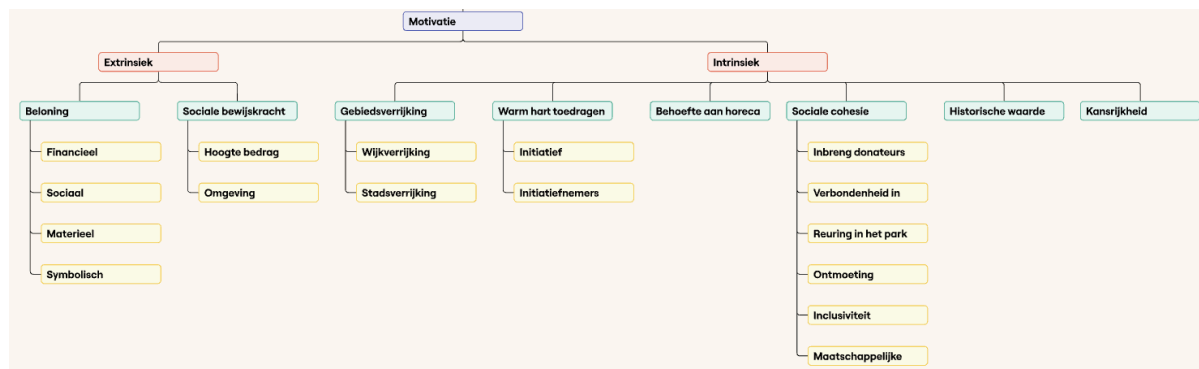 Motivatie
Extrinsiek
Intrinsiek
Beloning
Sociale bewijskracht
Gebiedsverrijking
Warm hart toedragen
Behoefte aan horeca
Sociale cohesie
Historische waarde
Kansrijkheid
Financieel
Hoogte bedrag
Wijkverrijking
Initiatief
Inbreng donateurs
Sociaal
Omgeving
Stadsverrijking
Initiatiefnemers
Verbondenheid in
Materieel
Reuring in het park
Symbolisch
Ontmoeting
Inclusiviteit
Maatschappelijke